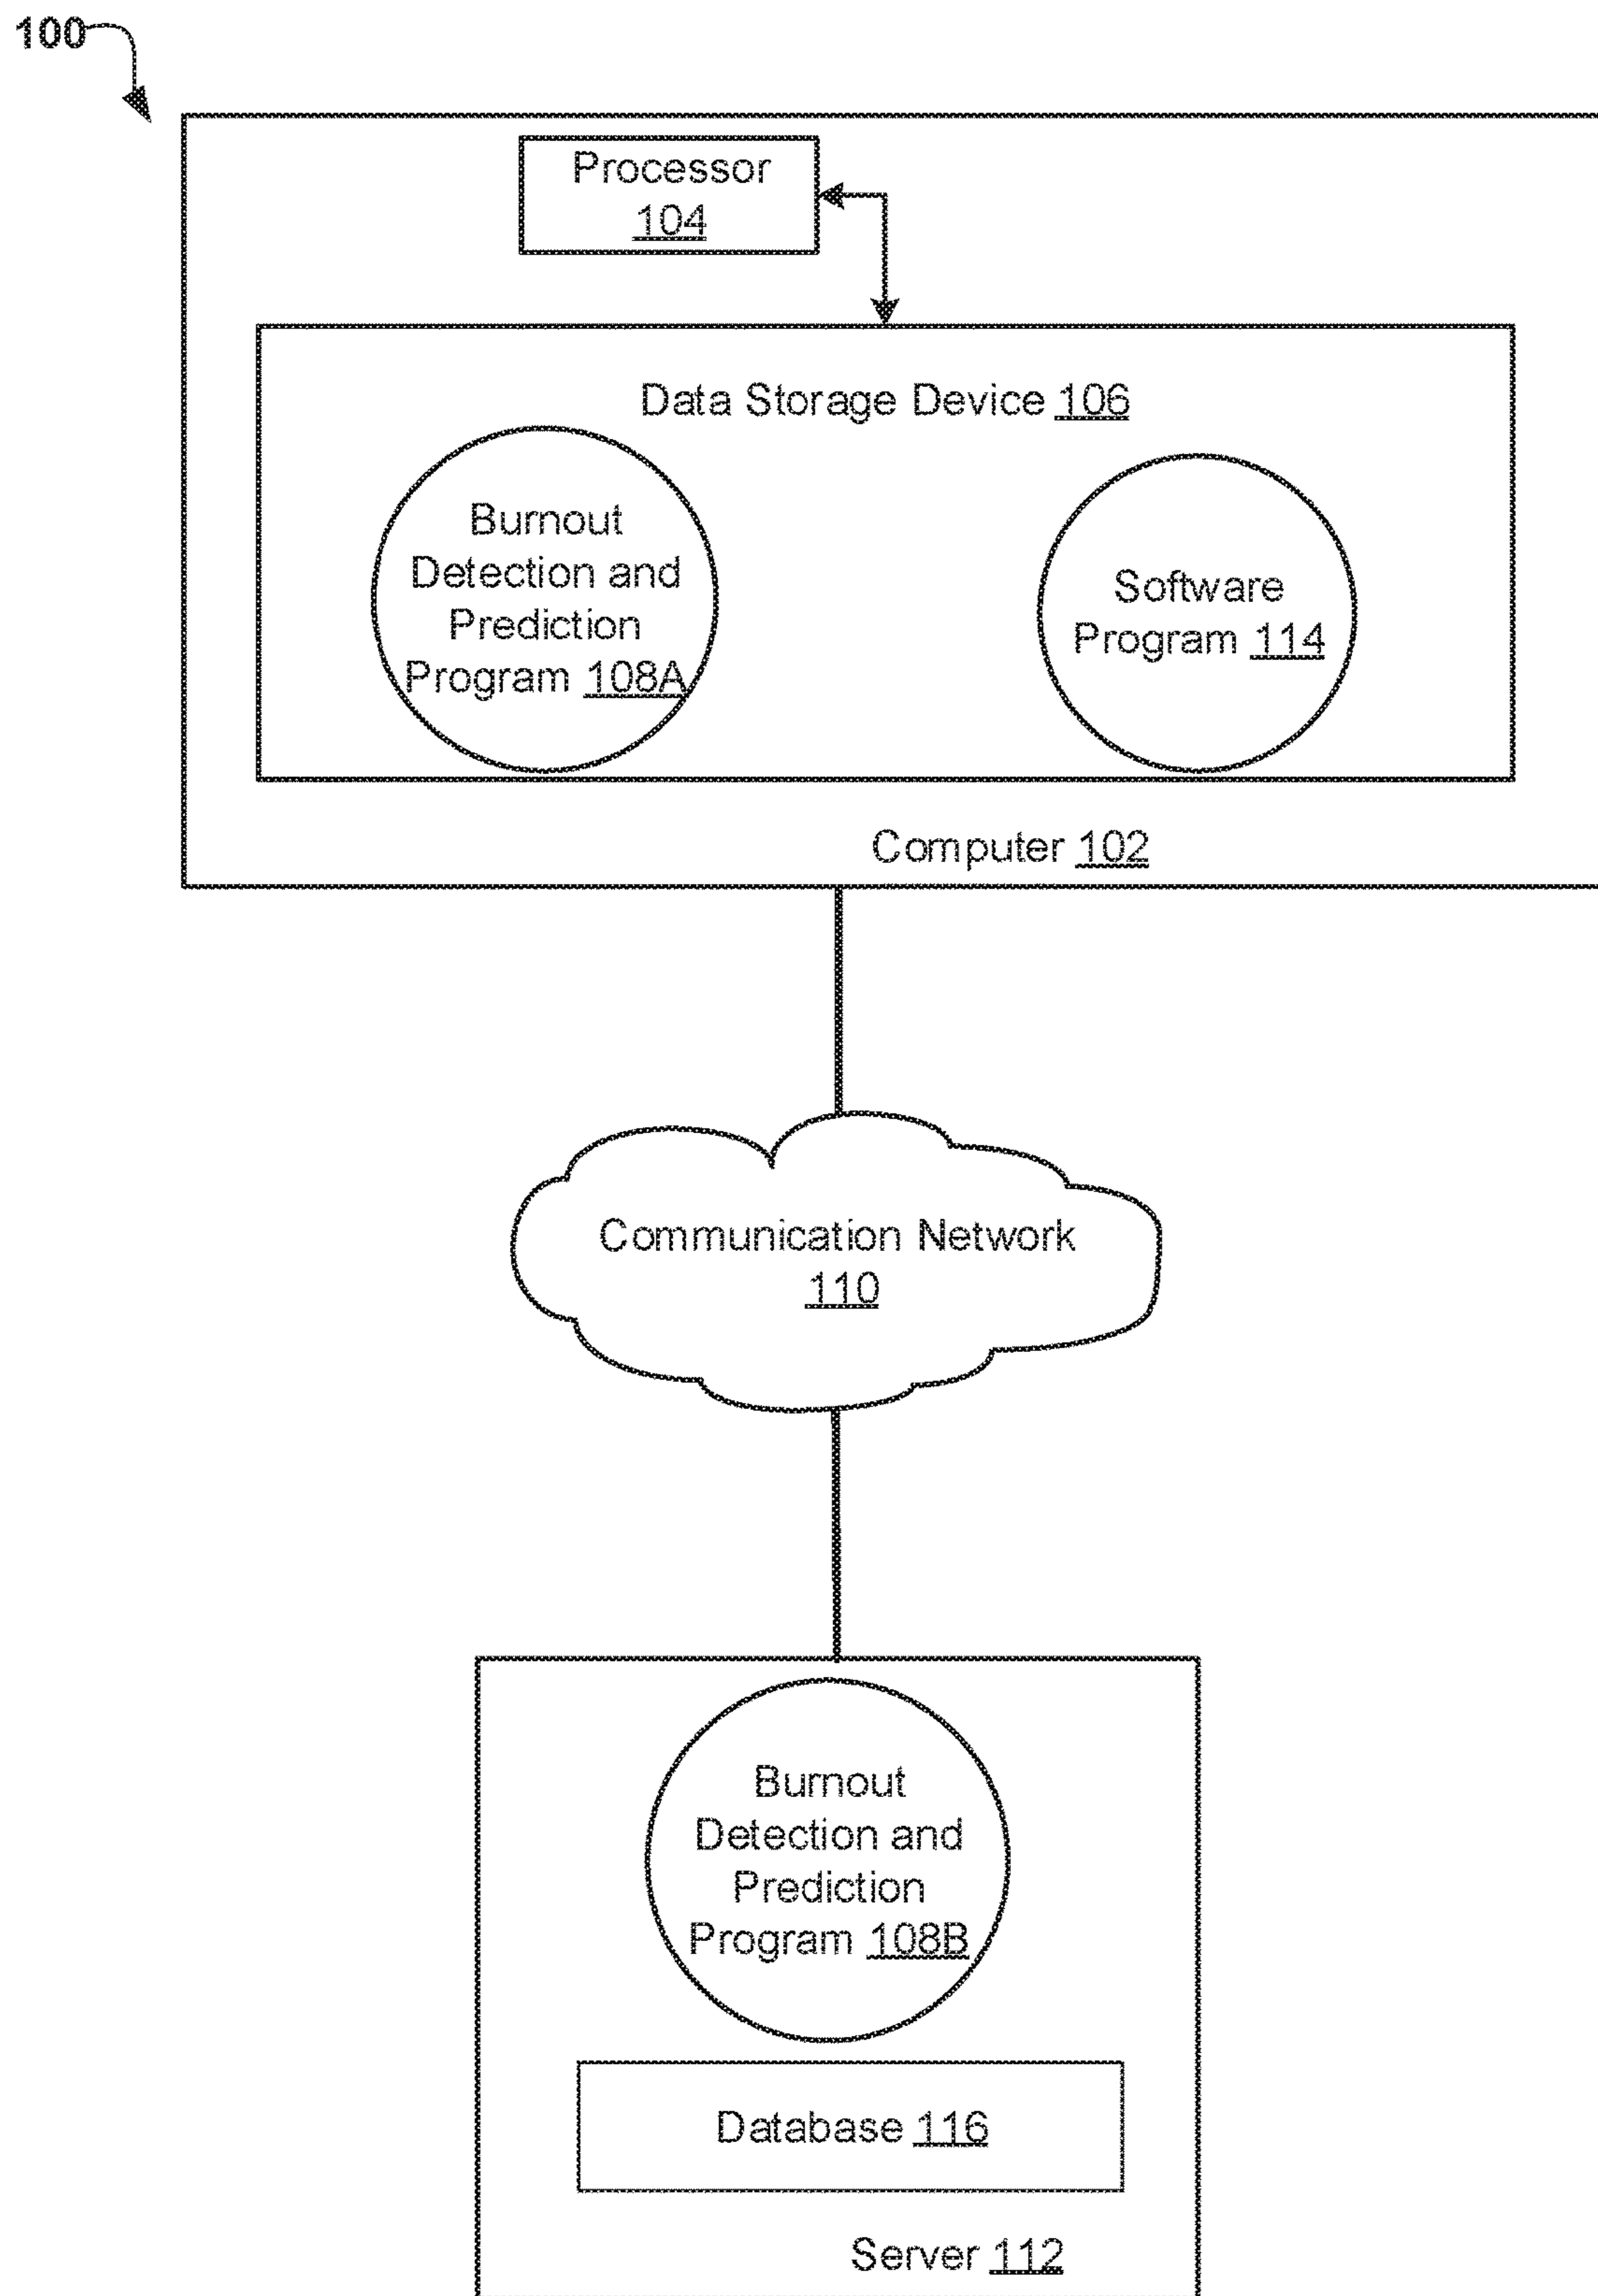 100
Processor
104
Data Storage Device 106
Burnout
Detection and
Prediction
Program 108A
Software
Program 114
Computer 102
Communication Network
110
Burnout
Detection and
Prediction
Program 108B
Database 116
Server 112